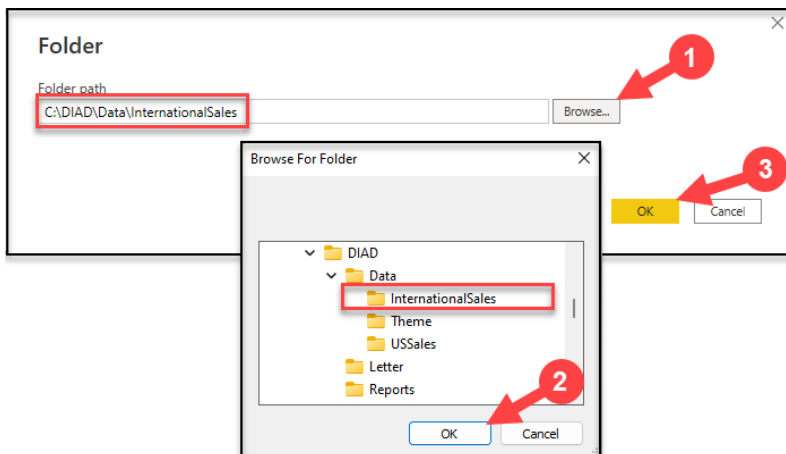 Folder
Folder path
C:\DIAD\Data\InternationalSales
Browse...
1
Browse For Folder
3
OK
Cancel
DIAD
Data
InternationalSales
Theme
USSales
Letter
Reports
2
OK
Cancel